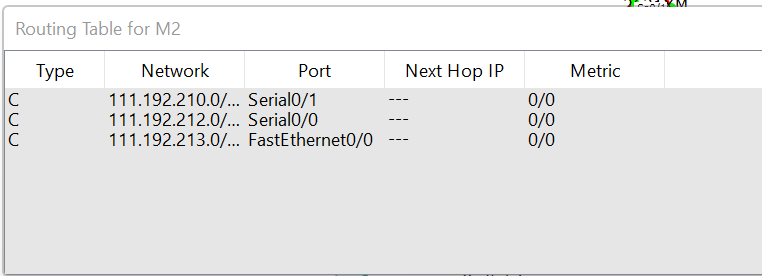 Routing Table for M2
Type Network Port Next Hop IP Metric
C 111.192.210.0/... Serial0/1 --- 0/0
C 111.192.212.0/... Serial0/0 --- 0/0
C 111.192.213.0/... FastEthernet0/0 --- 0/0